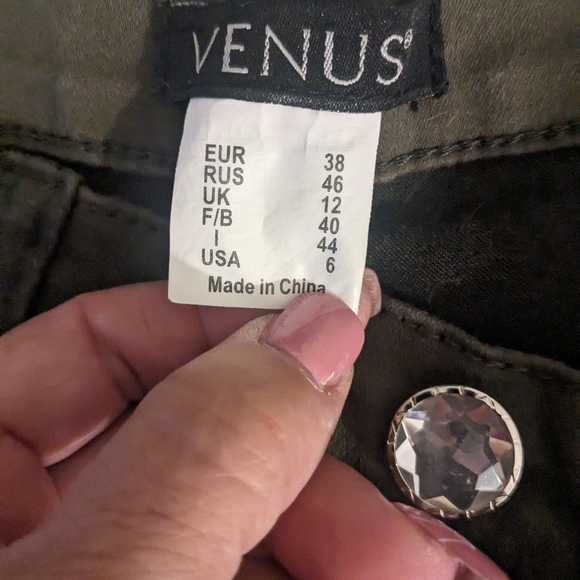 VENUS
EUR 38
RUS 46
UK 12
F/B 40
I 44
USA 6
Made in China